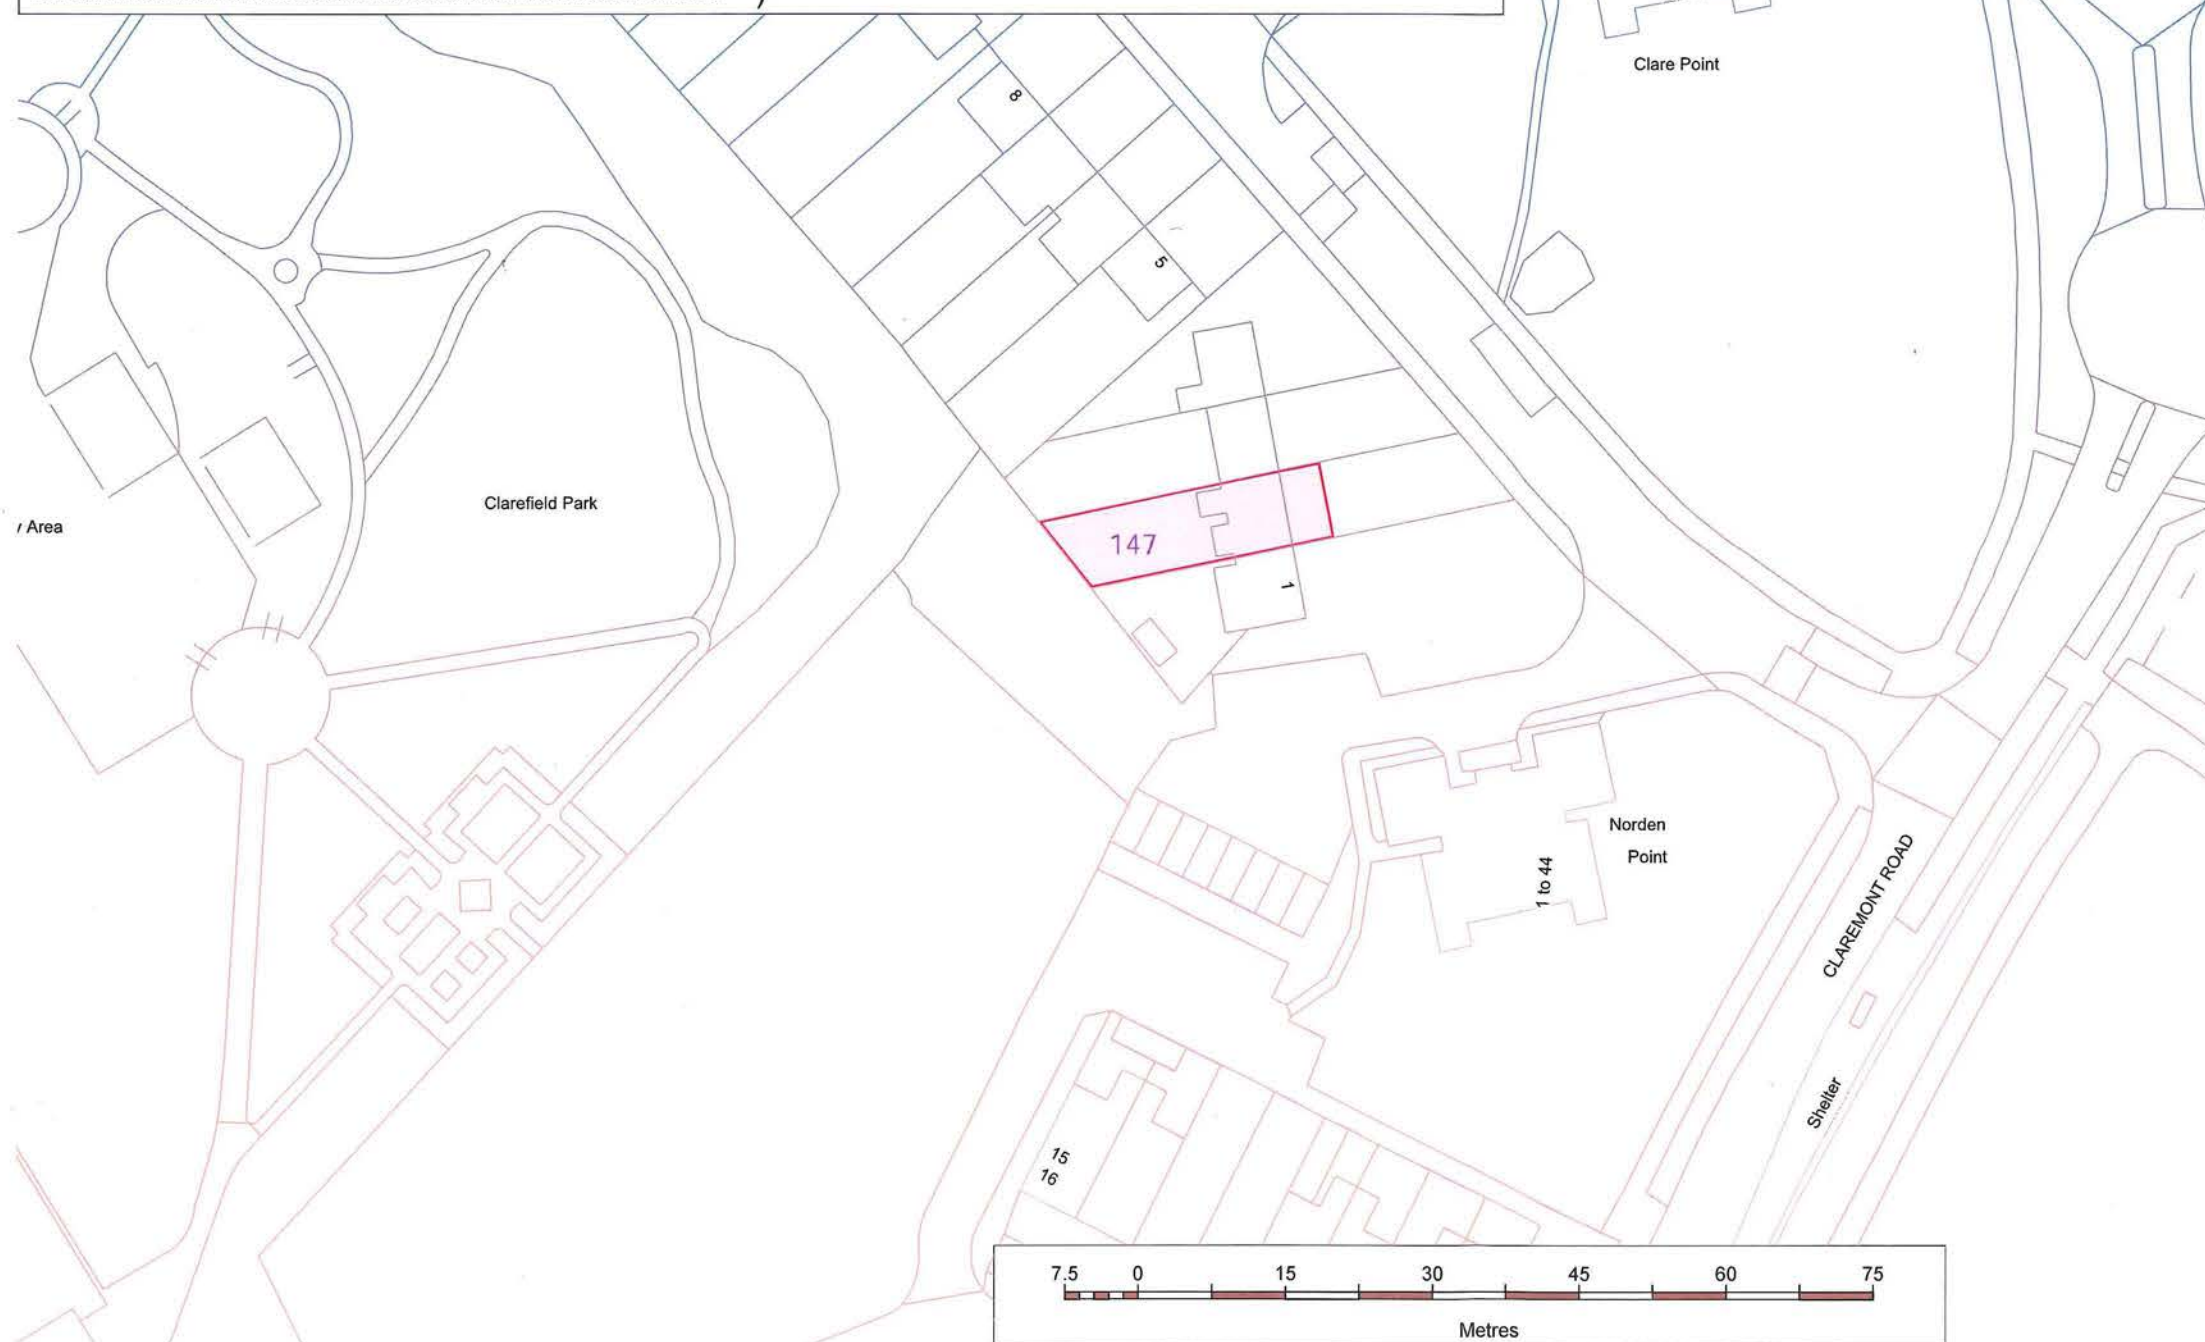 Clare Point
8
5
Clarefield Park
Area
147
1
Norden
Point
1 to 44
CLAREMONT ROAD
Shelter
15
16
7.5 0 15 30 45 60 75
Metres